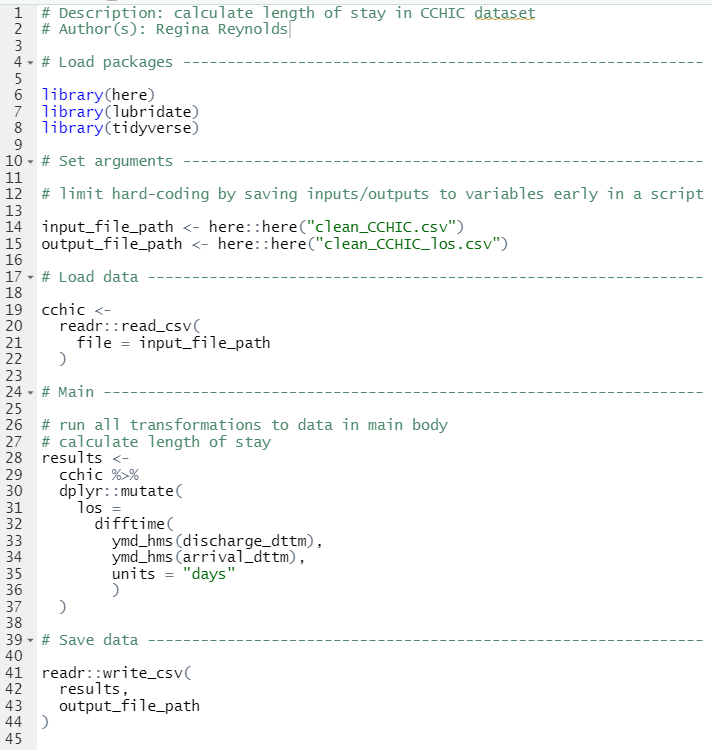 1 # Description: calculate length of stay in CCHIC dataset
2 # Author(s): Regina Reynolds
3
4 # Load packages -----------------------------------------------------------
5
6 library(here)
7 library(lubridate)
8 library(tidyverse)
9
10 # Set arguments -----------------------------------------------------------
11
12 # limit hard-coding by saving inputs/outputs to variables early in a script
13
14 input_file_path <- here::here("clean_CCHIC.csv")
15 output_file_path <- here::here("clean_CCHIC_los.csv")
16
17 # Load data ---------------------------------------------------------------
18
19 cchic <-
20   readr::read_csv(
21     file = input_file_path
22   )
23
24 # Main --------------------------------------------------------------------
25
26 # run all transformations to data in main body
27 # calculate length of stay
28 results <-
29   cchic %>%
30   dplyr::mutate(
31     los =
32       difftime(
33         ymd_hms(discharge_dttm),
34         ymd_hms(arrival_dttm),
35         units = "days"
36         )
37   )
38
39 # Save data ---------------------------------------------------------------
40
41 readr::write_csv(
42   results,
43   output_file_path
44 )
45